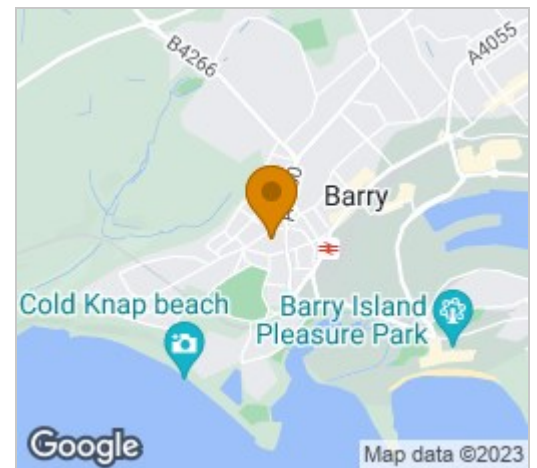 A4055
B4266
Barry
Cold Knap beach
Barry Island
Pleasure Park
Google
Map data ©2023